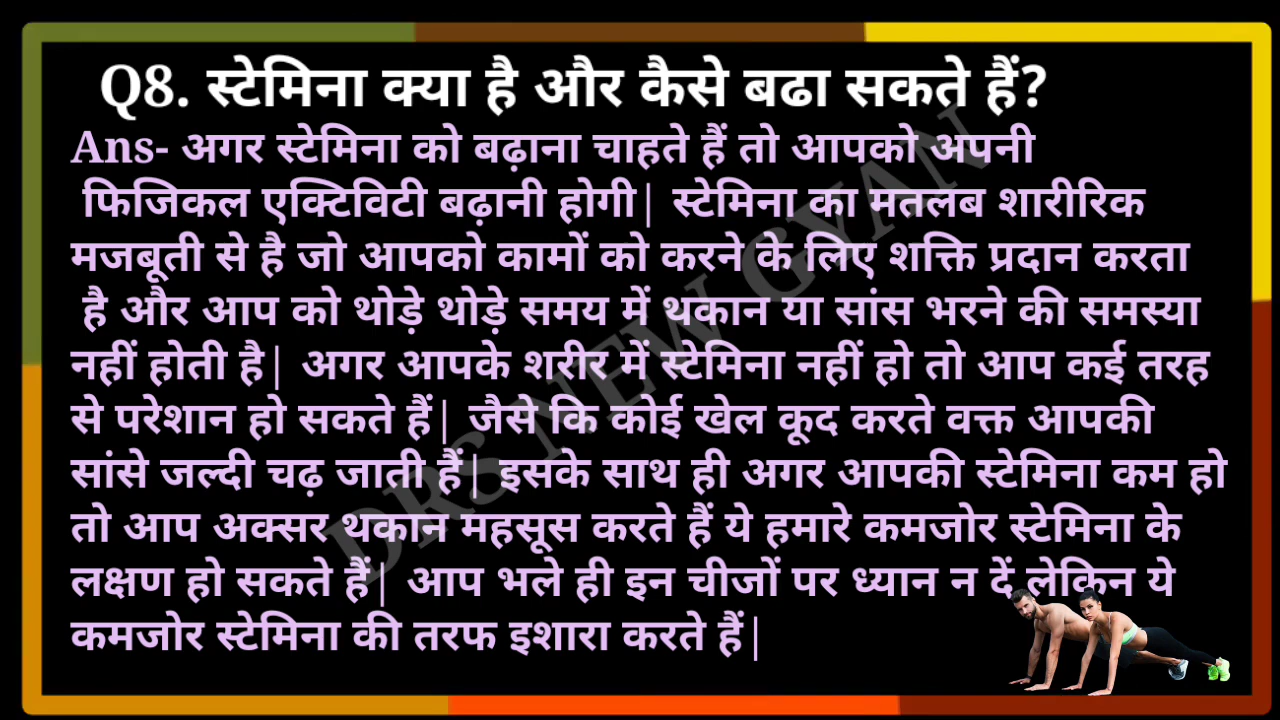 Q8. स्टेमिना क्या है और कैसे बढा सकते हैं?
Ans- अगर स्टेमिना को बढ़ाना चाहते हैं तो आपको अपनी
फिजिकल एक्टिविटी बढ़ानी होगी| स्टेमिना का मतलब शारीरिक
मजबूती से है जो आपको कामों को करने के लिए शक्ति प्रदान करता
है और आप को थोड़े थोड़े समय में थकान या सांस भरने की समस्या
नहीं होती है| अगर आपके शरीर में स्टेमिना नहीं हो तो आप कई तरह
से परेशान हो सकते हैं| जैसे कि कोई खेल कूद करते वक्त आपकी
सांसे जल्दी चढ़ जाती हैं| इसके साथ ही अगर आपकी स्टेमिना कम हो
तो आप अक्सर थकान महसूस करते हैं ये हमारे कमजोर स्टेमिना के
लक्षण हो सकते हैं| आप भले ही इन चीजों पर ध्यान न दें लेकिन ये
कमजोर स्टेमिना की तरफ इशारा करते हैं|
DRS NEW GYAN